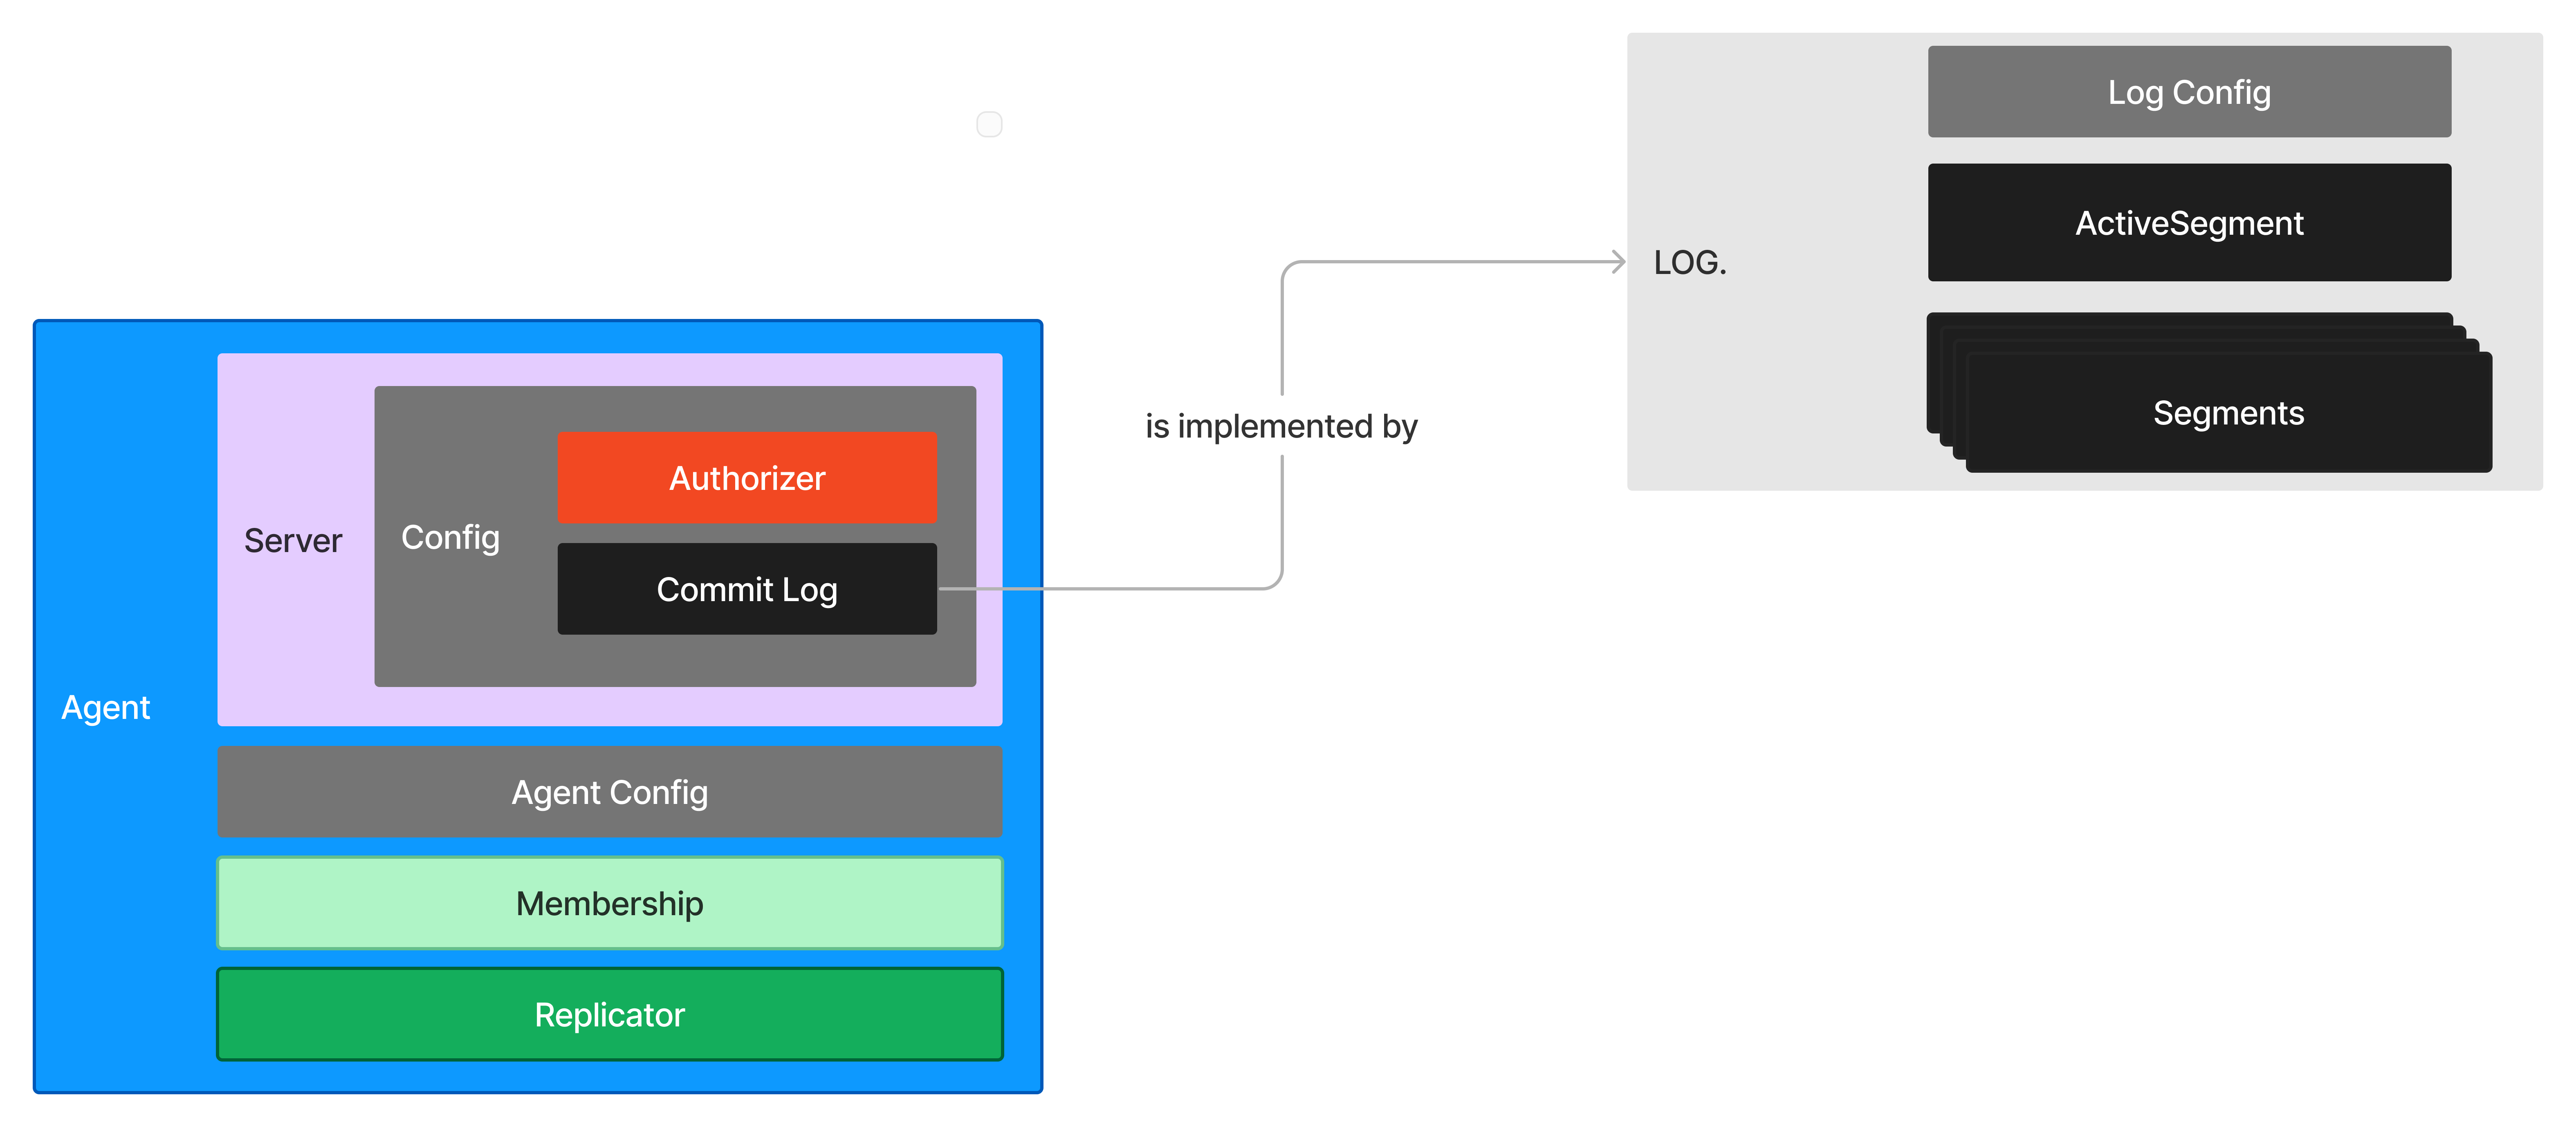 Log Config
ActiveSegment
LOG.
Segments
is implemented by
Authorizer
Server
Config
Commit Log
Agent
Agent Config
Membership
Replicator